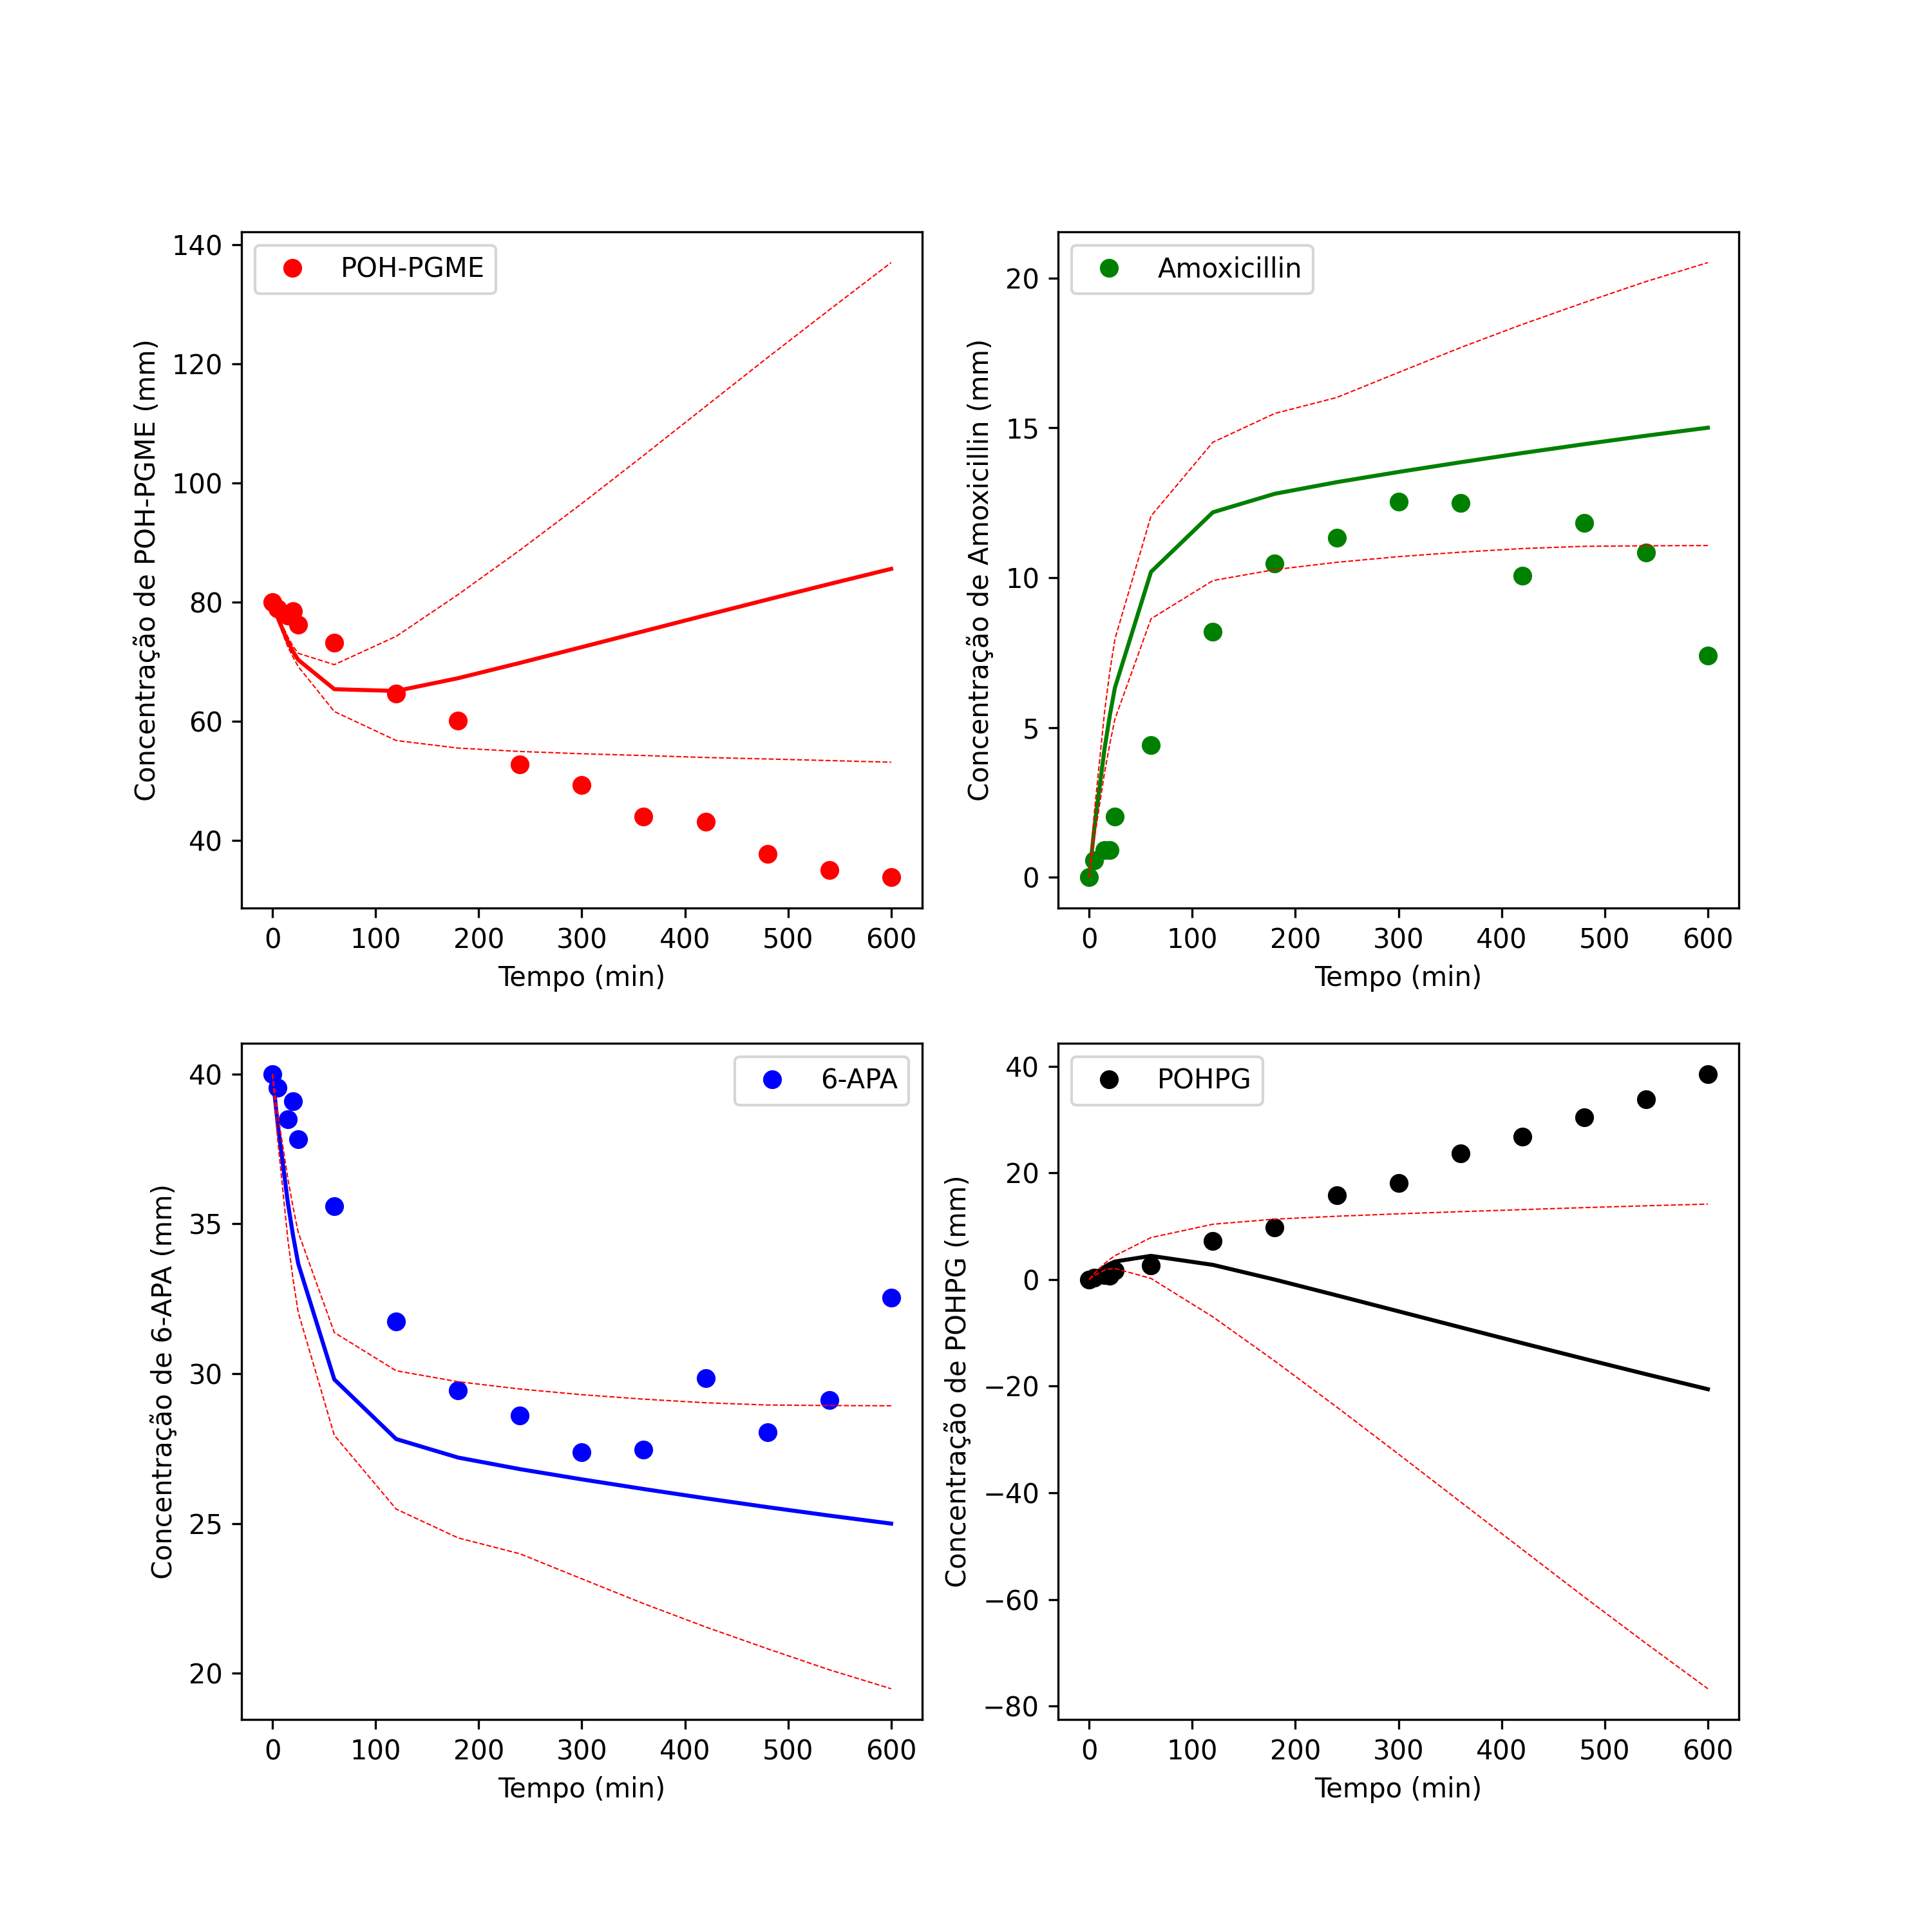 POH-PGME
Concentração de POH-PGME (mm)
140
120
100
80
60
40
0 100 200 300 400 500 600
Tempo (min)
Amoxicillin
Concentração de Amoxicillin (mm)
20
15
10
5
0
0 100 200 300 400 500 600
Tempo (min)
6-APA
Concentração de 6-APA (mm)
40
35
30
25
20
0 100 200 300 400 500 600
Tempo (min)
POHPG
Concentração de POHPG (mm)
40
20
0
−20
−40
−60
−80
0 100 200 300 400 500 600
Tempo (min)